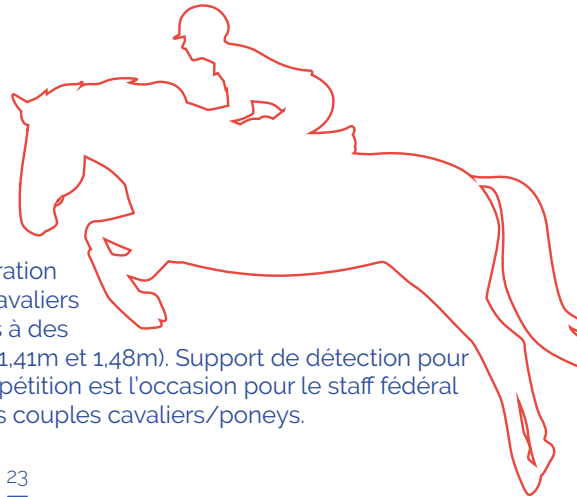 ration
avaliers
s à des
1,41m et 1,48m). Support de détection pour
pétition est l’occasion pour le staff fédéral
s couples cavaliers/poneys.
23